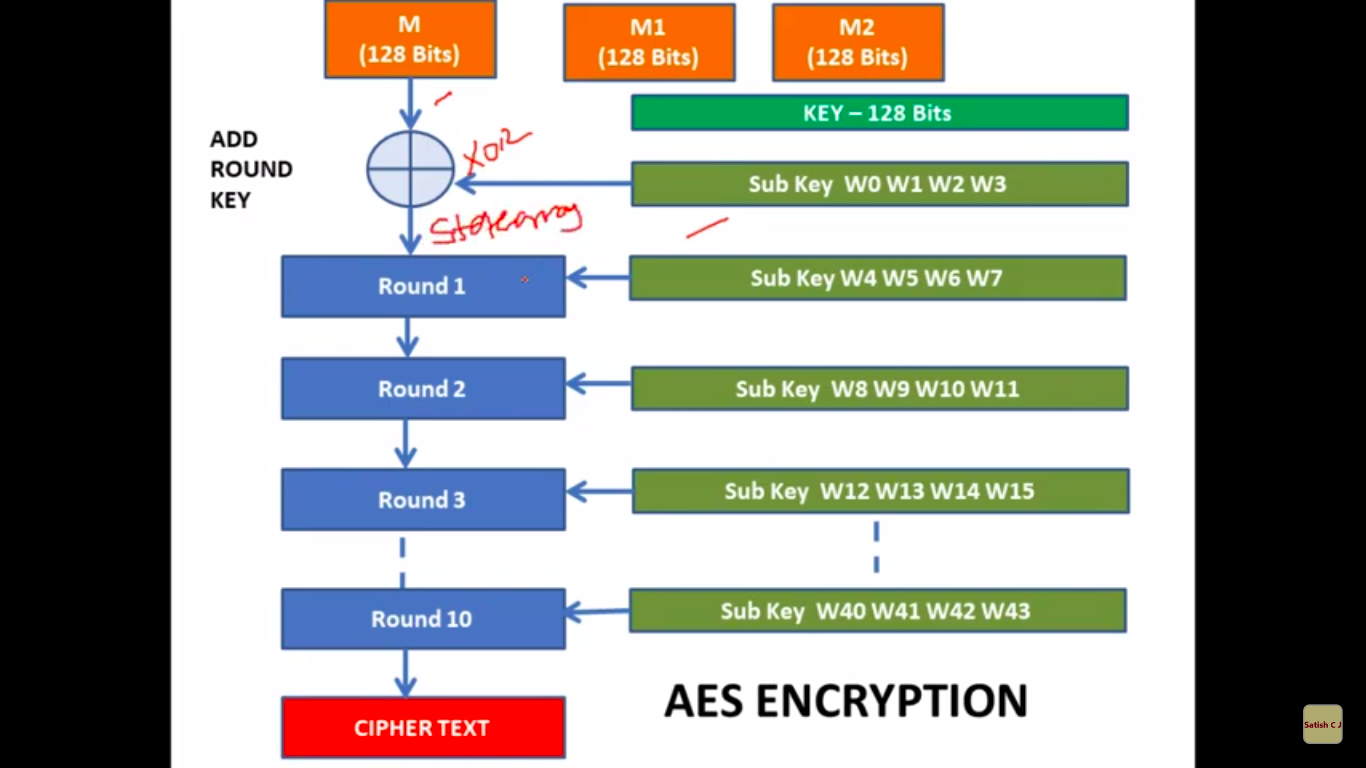 M
(128 Bits)
M1
(128 Bits)
M2
(128 Bits)
KEY – 128 Bits
ADD
ROUND
KEY
XOR
Sub Key W0 W1 W2 W3
Statearray
Round 1
Sub Key W4 W5 W6 W7
Round 2
Sub Key W8 W9 W10 W11
Round 3
Sub Key W12 W13 W14 W15
Round 10
Sub Key W40 W41 W42 W43
AES ENCRYPTION
CIPHER TEXT
Satish C J